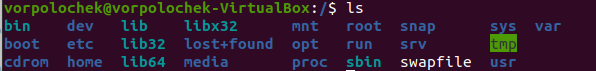 vorpolochek@vorpolochek-VirtualBox:/$ ls
bin dev lib libx32 mnt root snap sys var
boot etc lib32 lost+found opt run srv tmp
cdrom home lib64 media proc sbin swapfile usr